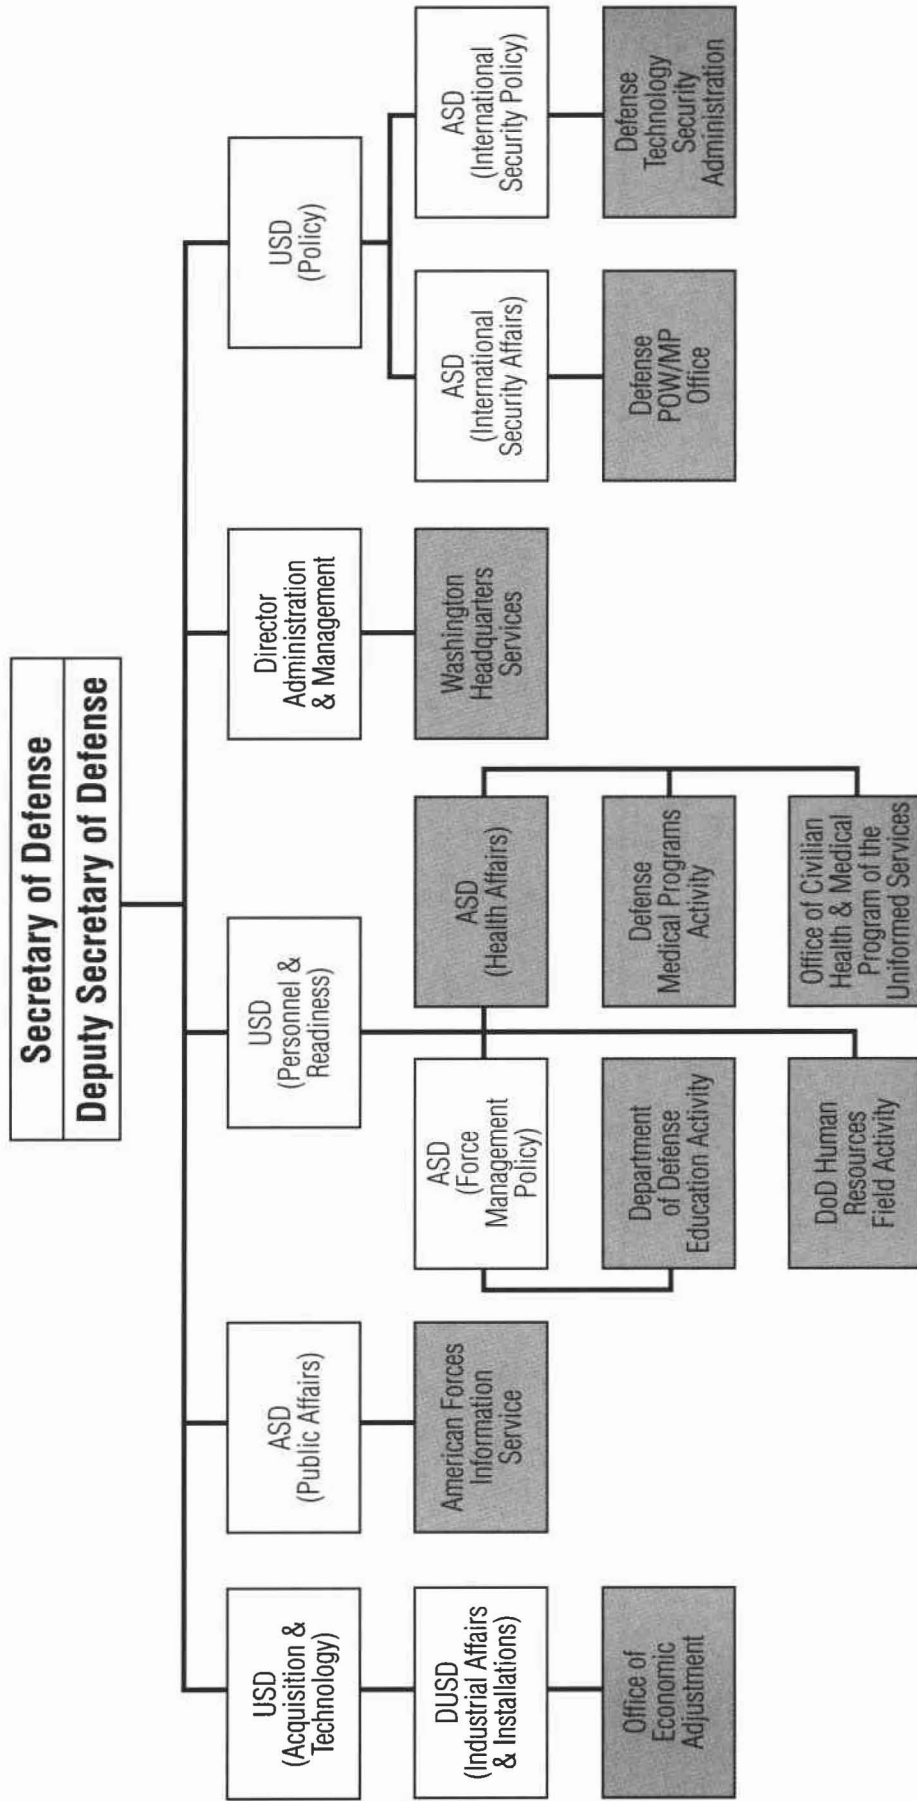 Secretary of Defense
Deputy Secretary of Defense
USD
(Acquisition &
Technology)
ASD
(Public Affairs)
USD
(Personnel &
Readiness)
Director
Administration
& Management
USD
(Policy)
DUSD
(Industrial Affairs
& Installations)
American Forces
Information
Service
ASD
(Force
Management
Policy)
ASD
(Health Affairs)
Washington
Headquarters
Services
ASD
(International
Security Affairs)
ASD
(International
Security Policy)
Office of
Economic
Adjustment
Department
of Defense
Education Activity
Defense
Medical Programs
Activity
Defense
POW/MP
Office
Defense
Technology
Security
Administration
DoD Human
Resources
Field Activity
Office of Civilian
Health & Medical
Program of the
Uniformed Services